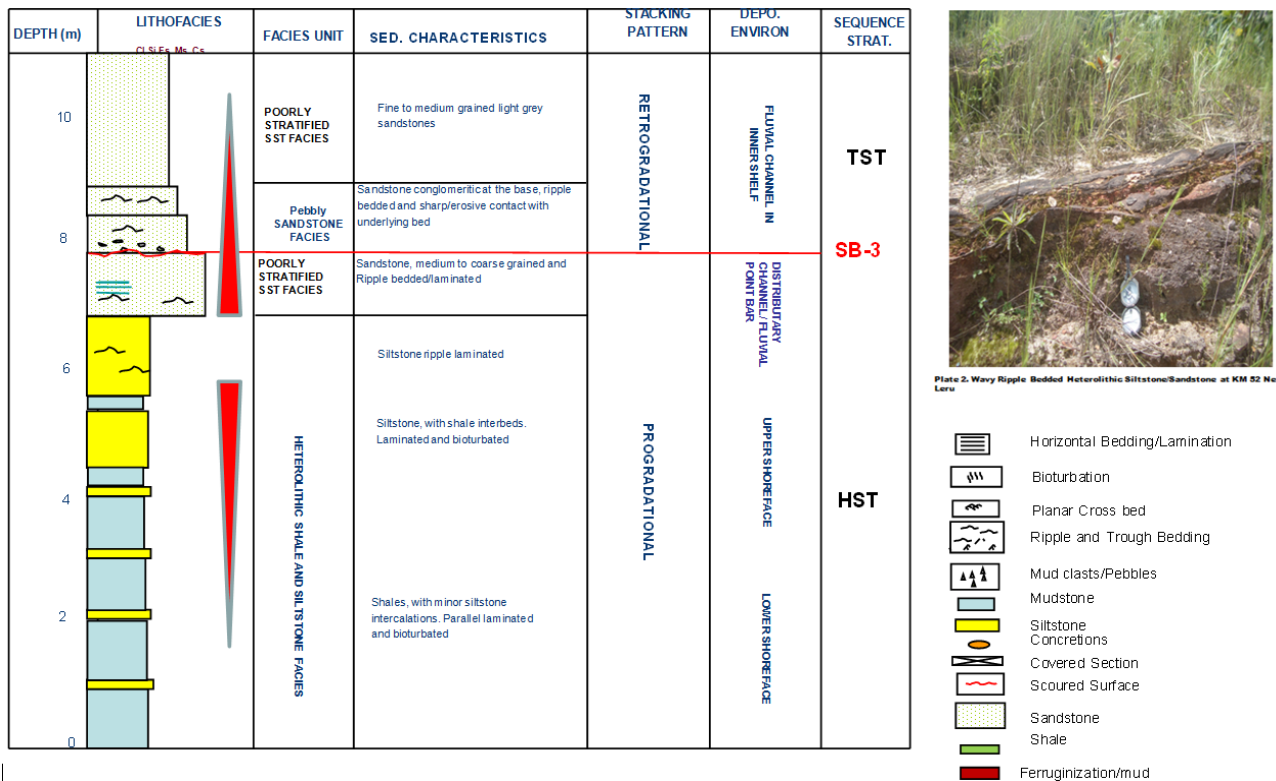 DEPTH (m)
LITHOFACIES
Cl Si Fs Ms Cs
FACIES UNIT
SED. CHARACTERISTICS
STACKING
PATTERN
DEPO.
ENVIRON
SEQUENCE
STRAT.
10
8
6
4
2
0
POORLY
STRATIFIED
SST FACIES
Pebbly
SANDSTONE
FACIES
POORLY
STRATIFIED
SST FACIES
HETEROLITHIC SHALE AND SILTSTONE FACIES
Fine to medium grained light grey
sandstones
Sandstone conglomeritic at the base, ripple
bedded and sharp/erosive contact with
underlying bed
Sandstone, medium to coarse grained and
Ripple bedded/laminated
Siltstone ripple laminated
Siltstone, with shale interbeds.
Laminated and bioturbated
Shales, with minor siltstone
intercalations. Parallel laminated
and bioturbated
RETROGRADATIONAL
PROGRADATIONAL
FLUVIAL CHANNEL IN
INNER SHELF
DISTRIBUTARY
CHANNEL/ FLUVIAL
POINT BAR
UPPER SHOREFACE
LOWER SHOREFACE
TST
SB-3
HST
Plate 2. Wavy Ripple Bedded Heterolithic Siltstone/Sandstone at KM 52 Ne
Leru
Horizontal Bedding/Lamination
Bioturbation
Planar Cross bed
Ripple and Trough Bedding
Mud clasts/Pebbles
Mudstone
Siltstone
Concretions
Covered Section
Scoured Surface
Sandstone
Shale
Ferruginization/mud